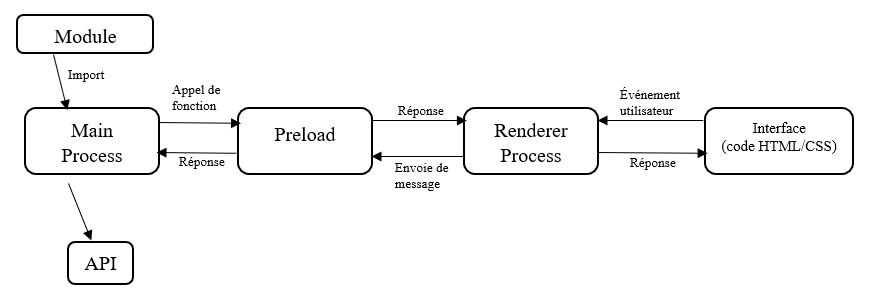 Module
Import
Appel de
fonction
Main
Process
Réponse
Preload
Réponse
Envoie de
message
Renderer
Process
Événement
utilisateur
Réponse
Interface
(code HTML/CSS)
API